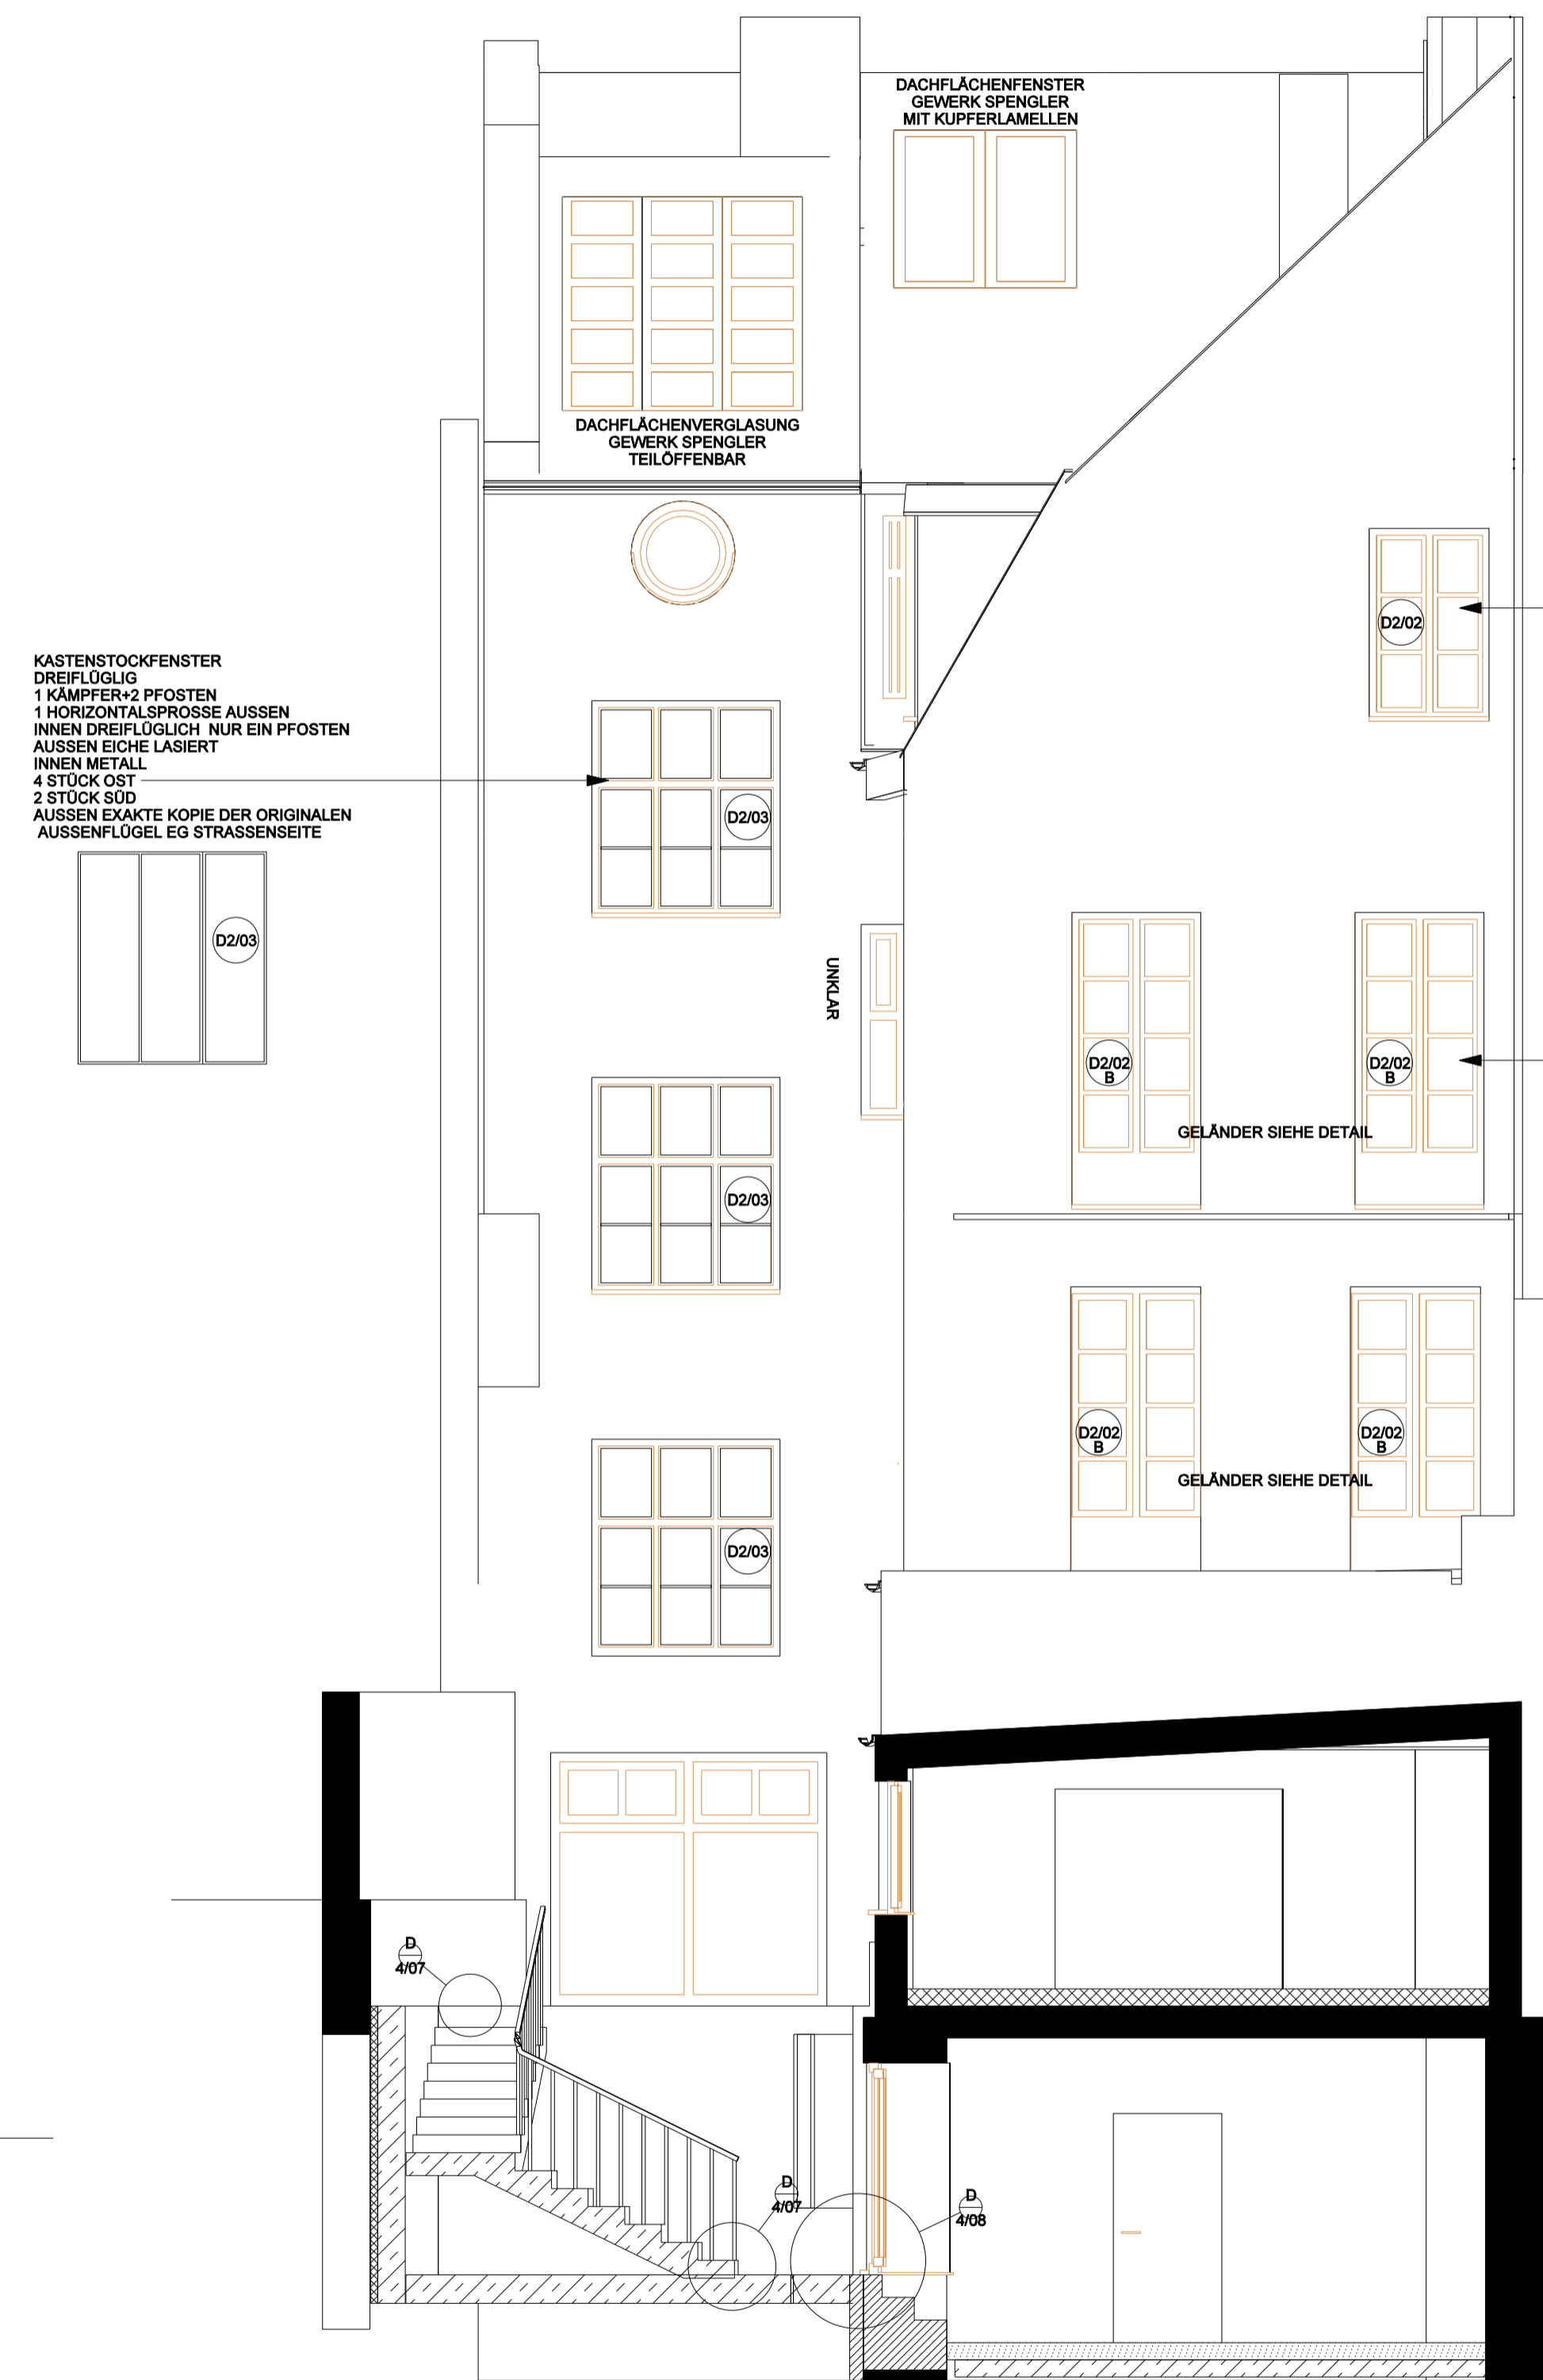 DACHFLÄCHENFENSTER
GEWERK SPENGLER
MIT KUPFERLAMELLEN
DACHFLÄCHENVERGLASUNG
GEWERK SPENGLER
TEILÖFFENBAR
D2/02
KASTENSTOCKFENSTER
DREIFLÜGLIG
1 KÄMPFER+2 PFOSTEN
1 HORIZONTALSPROSSE AUSSEN
INNEN DREIFLÜGLICH NUR EIN PFOSTEN
AUSSEN EICHE LASIERT
INNEN METALL
4 STÜCK OST
2 STÜCK SÜD
AUSSEN EXAKTE KOPIE DER ORIGINALEN
AUSSENFLÜGEL EG STRASSENSEITE
D2/03
D2/03
UNKLAR
D2/02
B
D2/02
B
GELÄNDER SIEHE DETAIL
D2/03
D2/02
B
D2/02
B
GELÄNDER SIEHE DETAIL
D2/03
D
4/07
D
4/07
D
4/08